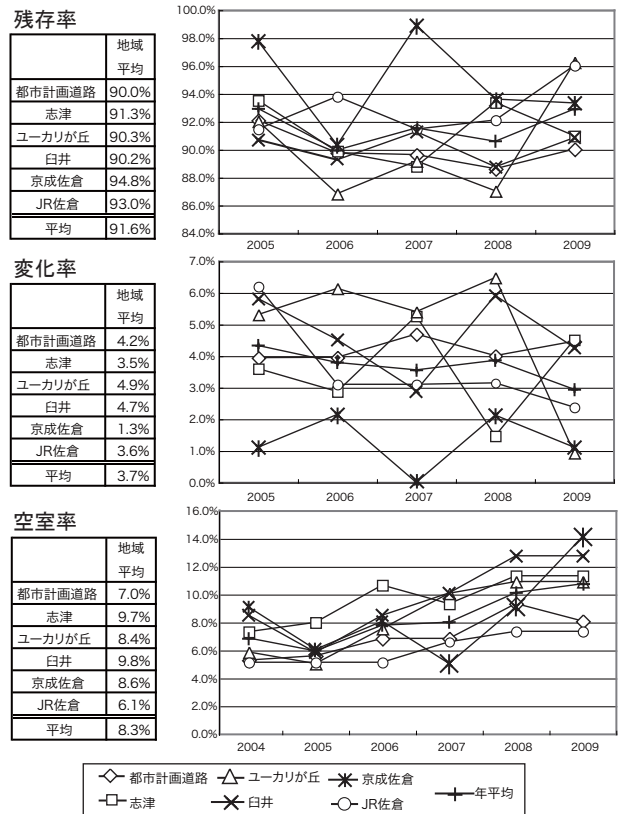 残存率
地域
平均
都市計画道路 90.0%
志津 91.3%
ユーカリが丘 90.3%
臼井 90.2%
京成佐倉 94.8%
JR佐倉 93.0%
平均 91.6%
100.0%
98.0%
96.0%
94.0%
92.0%
90.0%
88.0%
86.0%
84.0%
2005 2006 2007 2008 2009
変化率
地域
平均
都市計画道路 4.2%
志津 3.5%
ユーカリが丘 4.9%
臼井 4.7%
京成佐倉 1.3%
JR佐倉 3.6%
平均 3.7%
7.0%
6.0%
5.0%
4.0%
3.0%
2.0%
1.0%
0.0%
2005 2006 2007 2008 2009
空室率
地域
平均
都市計画道路 7.0%
志津 9.7%
ユーカリが丘 8.4%
臼井 9.8%
京成佐倉 8.6%
JR佐倉 6.1%
平均 8.3%
16.0%
14.0%
12.0%
10.0%
8.0%
6.0%
4.0%
2.0%
0.0%
2004 2005 2006 2007 2008 2009
都市計画道路 ユーカリが丘 京成佐倉 年平均
志津 臼井 JR佐倉